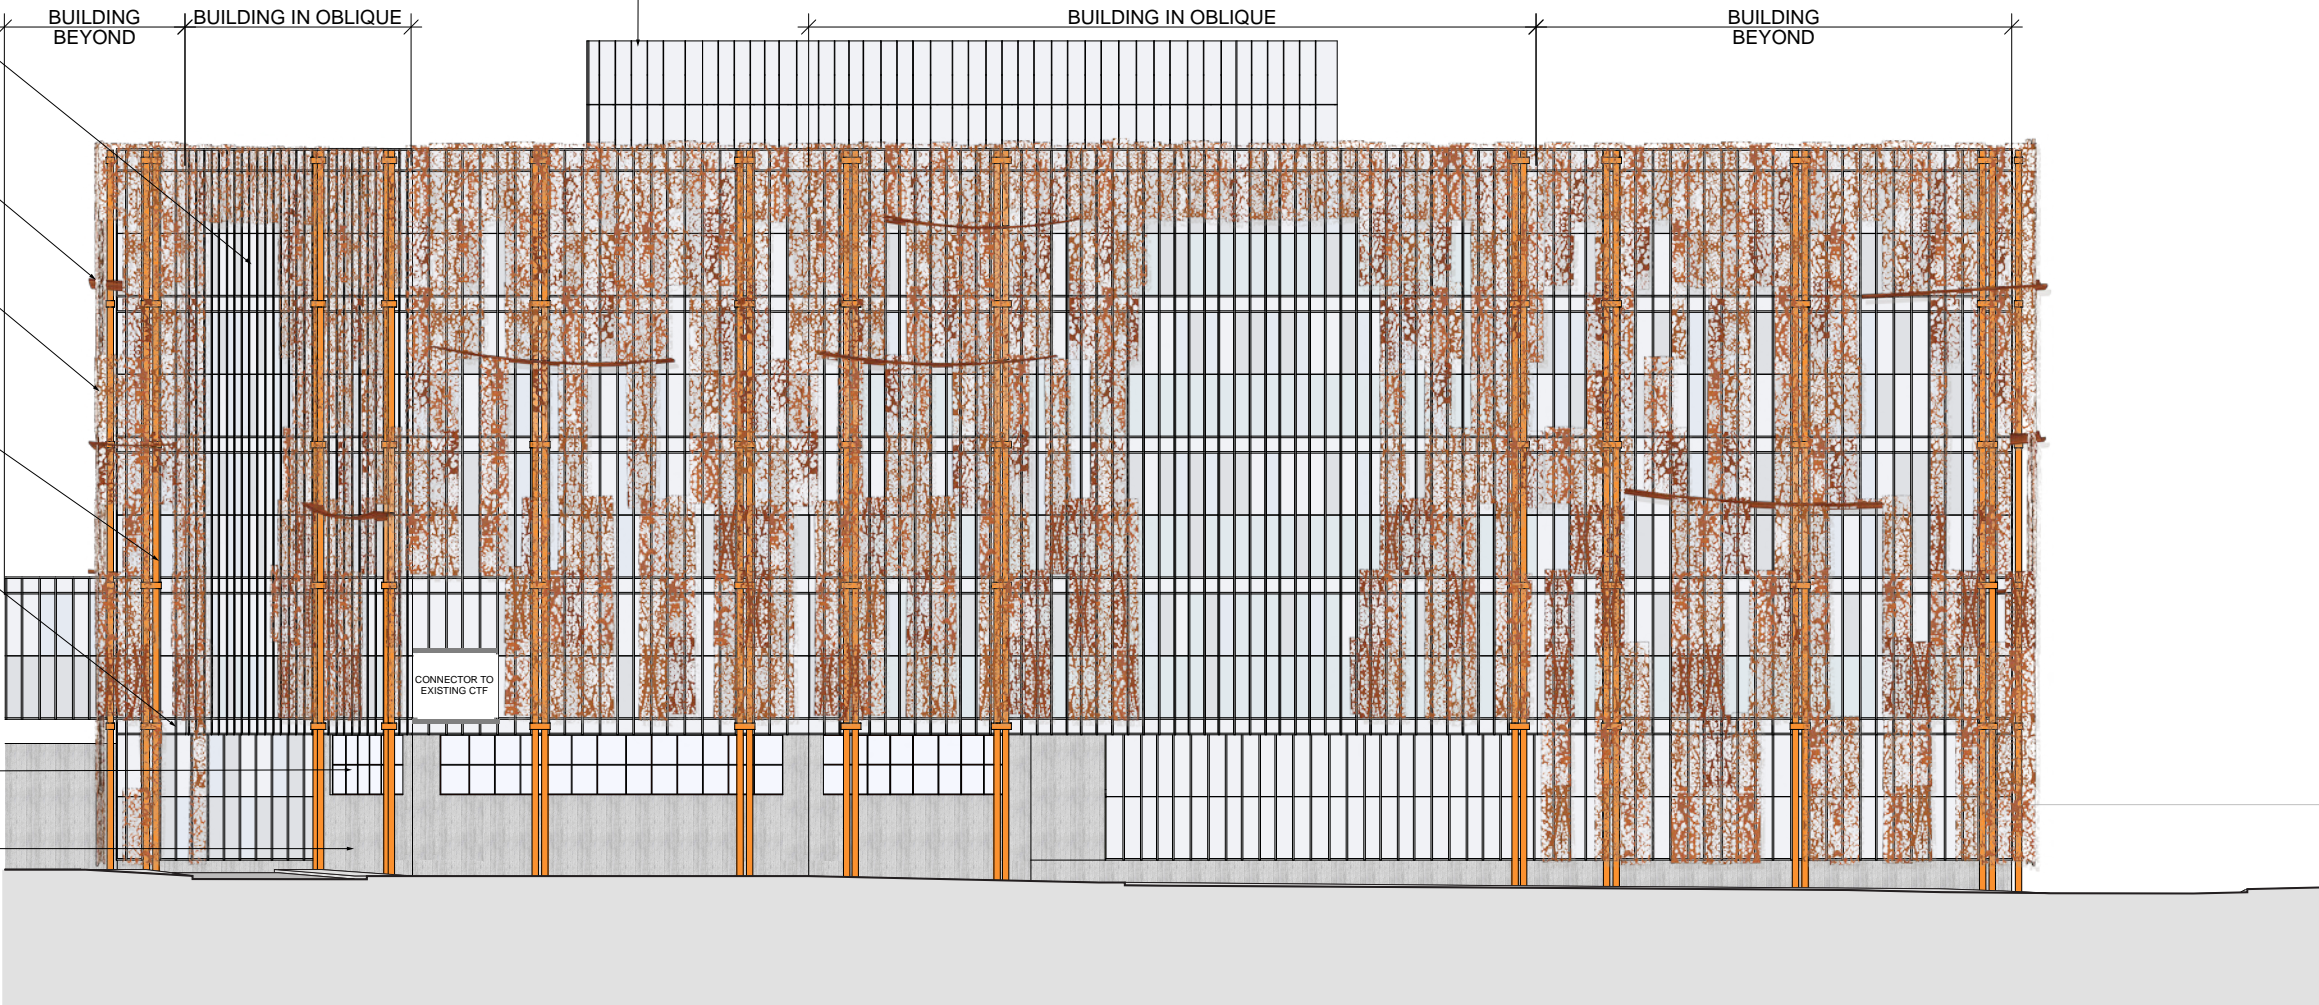 BUILDING
BEYOND
BUILDING IN OBLIQUE
BUILDING IN OBLIQUE
BUILDING
BEYOND
CONNECTOR TO
EXISTING CTF